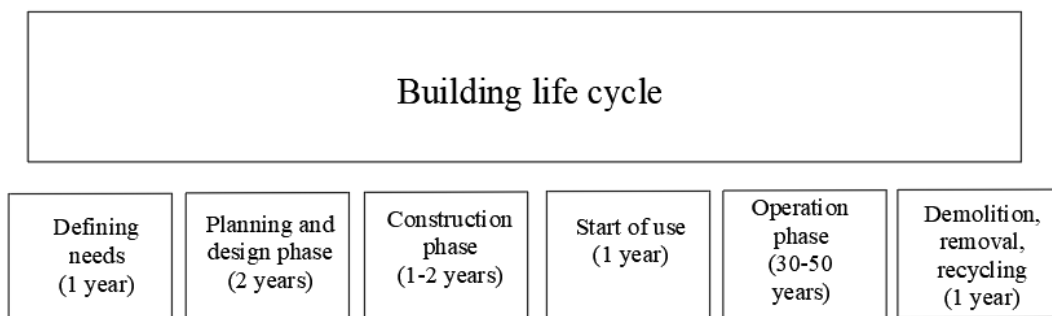 Building life cycle
Defining
needs
(1 year)
Planning and
design phase
(2 years)
Construction
phase
(1-2 years)
Start of use
(1 year)
Operation
phase
(30-50
years)
Demolition,
removal,
recycling
(1 year)